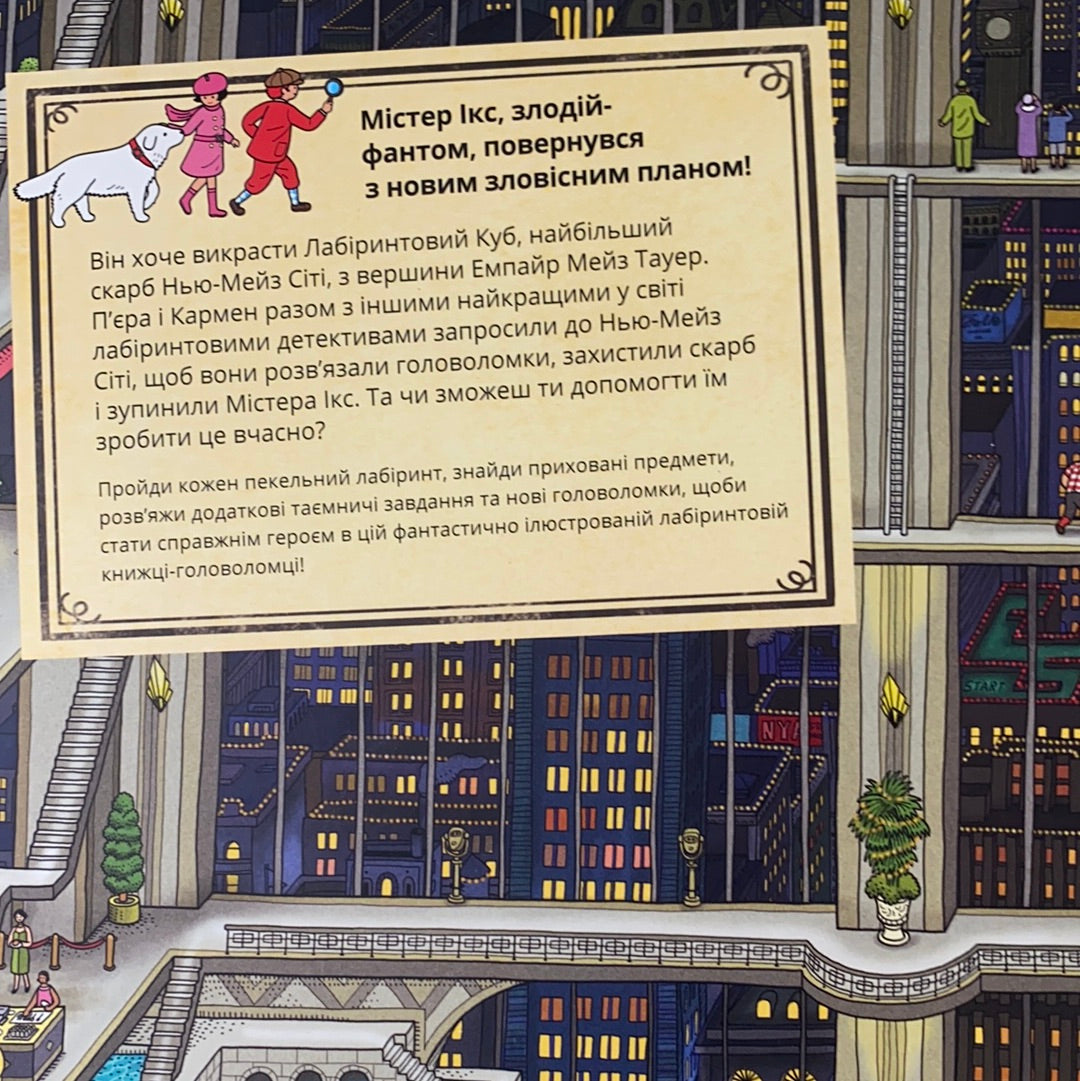 Містер Ікс, злодій-
фантом, повернувся
з новим зловісним планом!
Він хоче викрасти Лабіринтовий Куб, найбільший
скарб Нью-Мейз Сіті, з вершини Емпайр Мейз Тауер.
П’єра і Кармен разом з іншими найкращими у світі
лабіринтовими детективами запросили до Нью-Мейз
Сіті, щоб вони розв’язали головоломки, захистили скарб
і зупинили Містера Ікс. Та чи зможеш ти допомогти їм
зробити це вчасно?
Пройди кожен пекельний лабіринт, знайди приховані предмети,
розв’яжи додаткові таємничі завдання та нові головоломки, щоби
стати справжнім героєм в цій фантастично ілюстрованій лабіринтовій
книжці-головоломці!
START